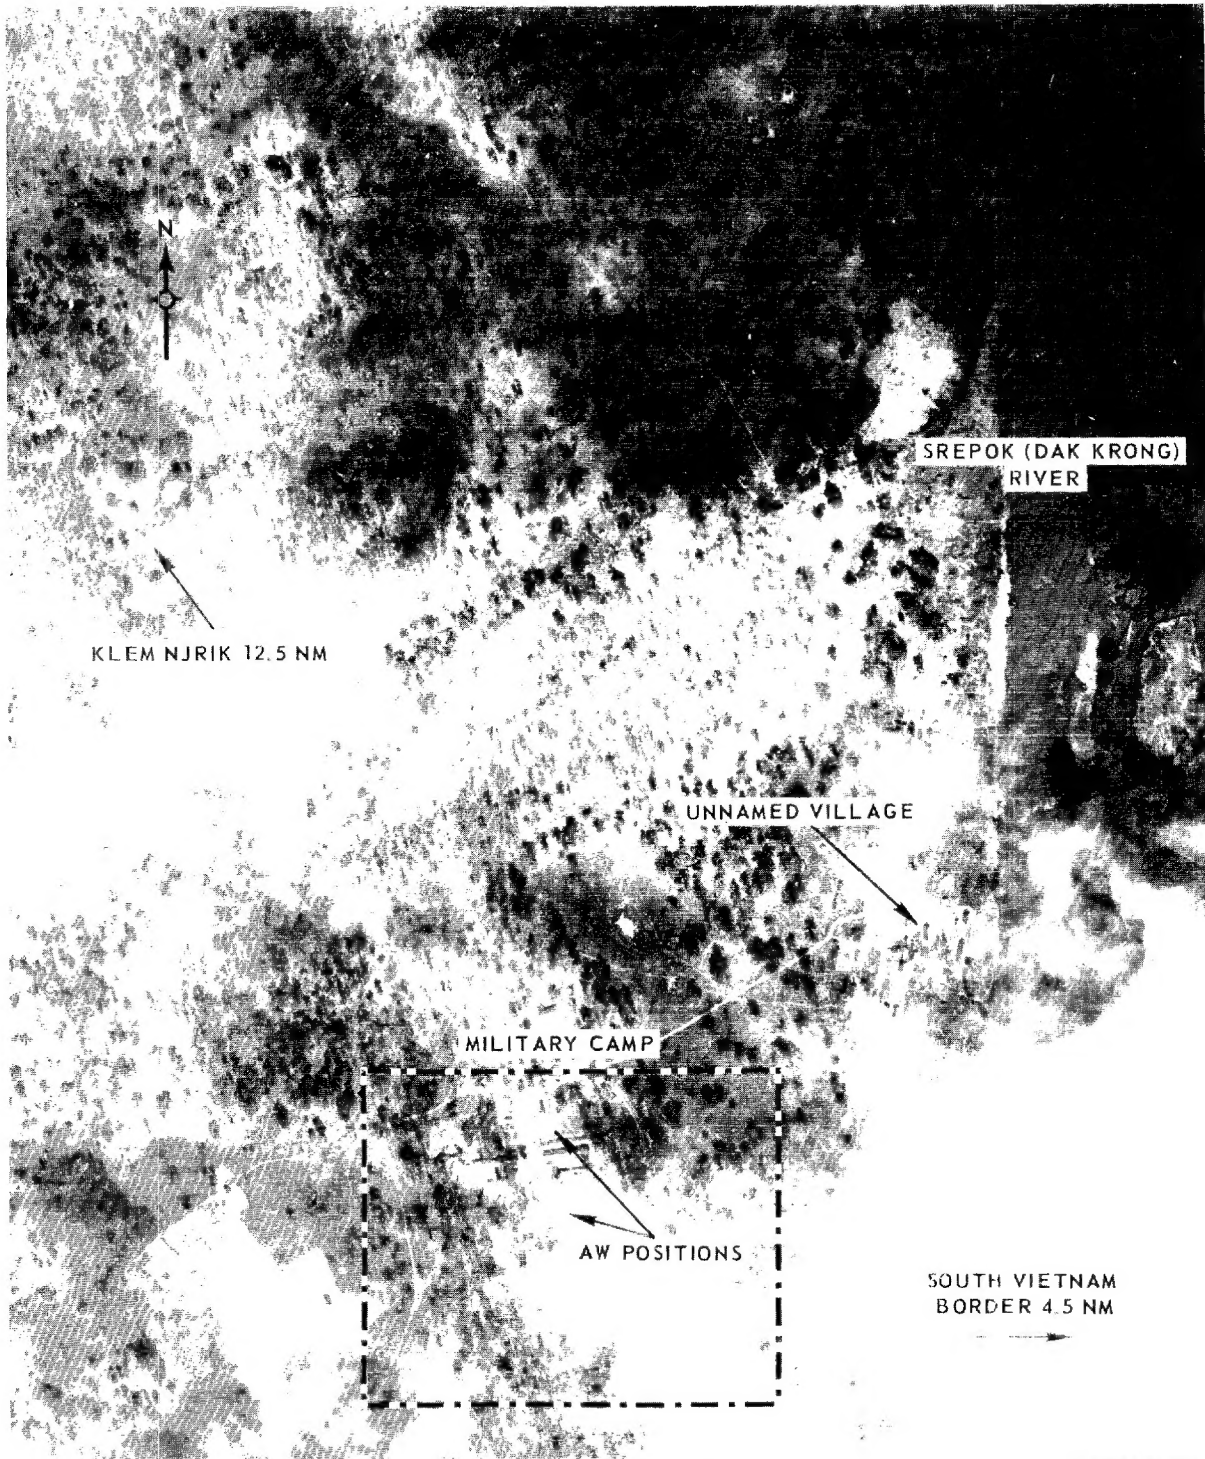 N
SREPOK (DAK KRONG)
RIVER
KLEM NJRIK 12.5 NM
UNNAMED VILLAGE
MILITARY CAMP
AW POSITIONS
SOUTH VIETNAM
BORDER 4.5 NM